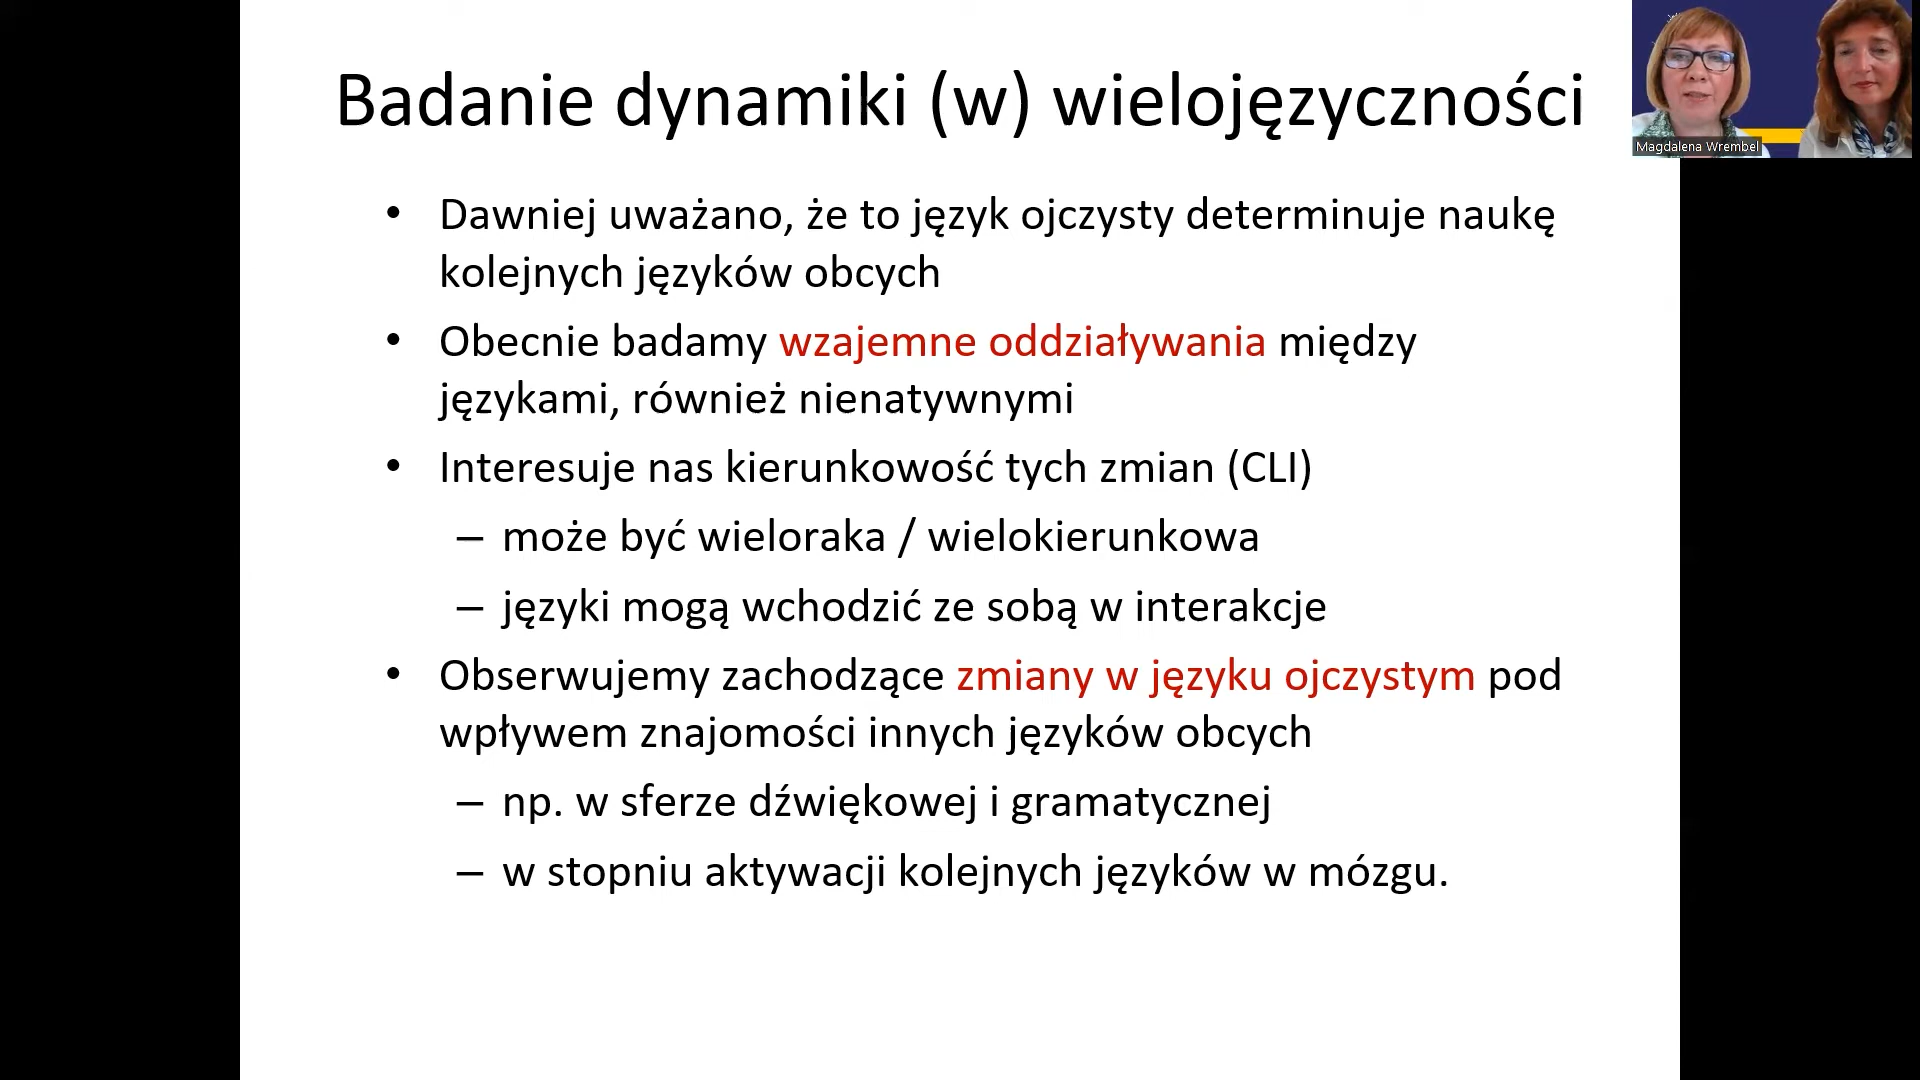 Badanie dynamiki (w) wielojęzyczności
Magdalena Wrembel
• Dawniej uważano, że to język ojczysty determinuje naukę
kolejnych języków obcych
• Obecnie badamy wzajemne oddziaływania między
językami, również nienatywnymi
• Interesuje nas kierunkowość tych zmian (CLI)
– może być wieloraka / wielokierunkowa
– języki mogą wchodzić ze sobą w interakcje
• Obserwujemy zachodzące zmiany w języku ojczystym pod
wpływem znajomości innych języków obcych
– np. w sferze dźwiękowej i gramatycznej
– w stopniu aktywacji kolejnych języków w mózgu.